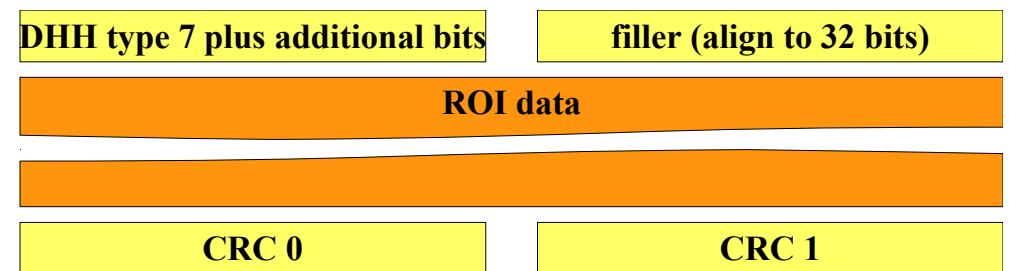 DHH type 7 plus additional bits
filler (align to 32 bits)
ROI data
CRC 0
CRC 1